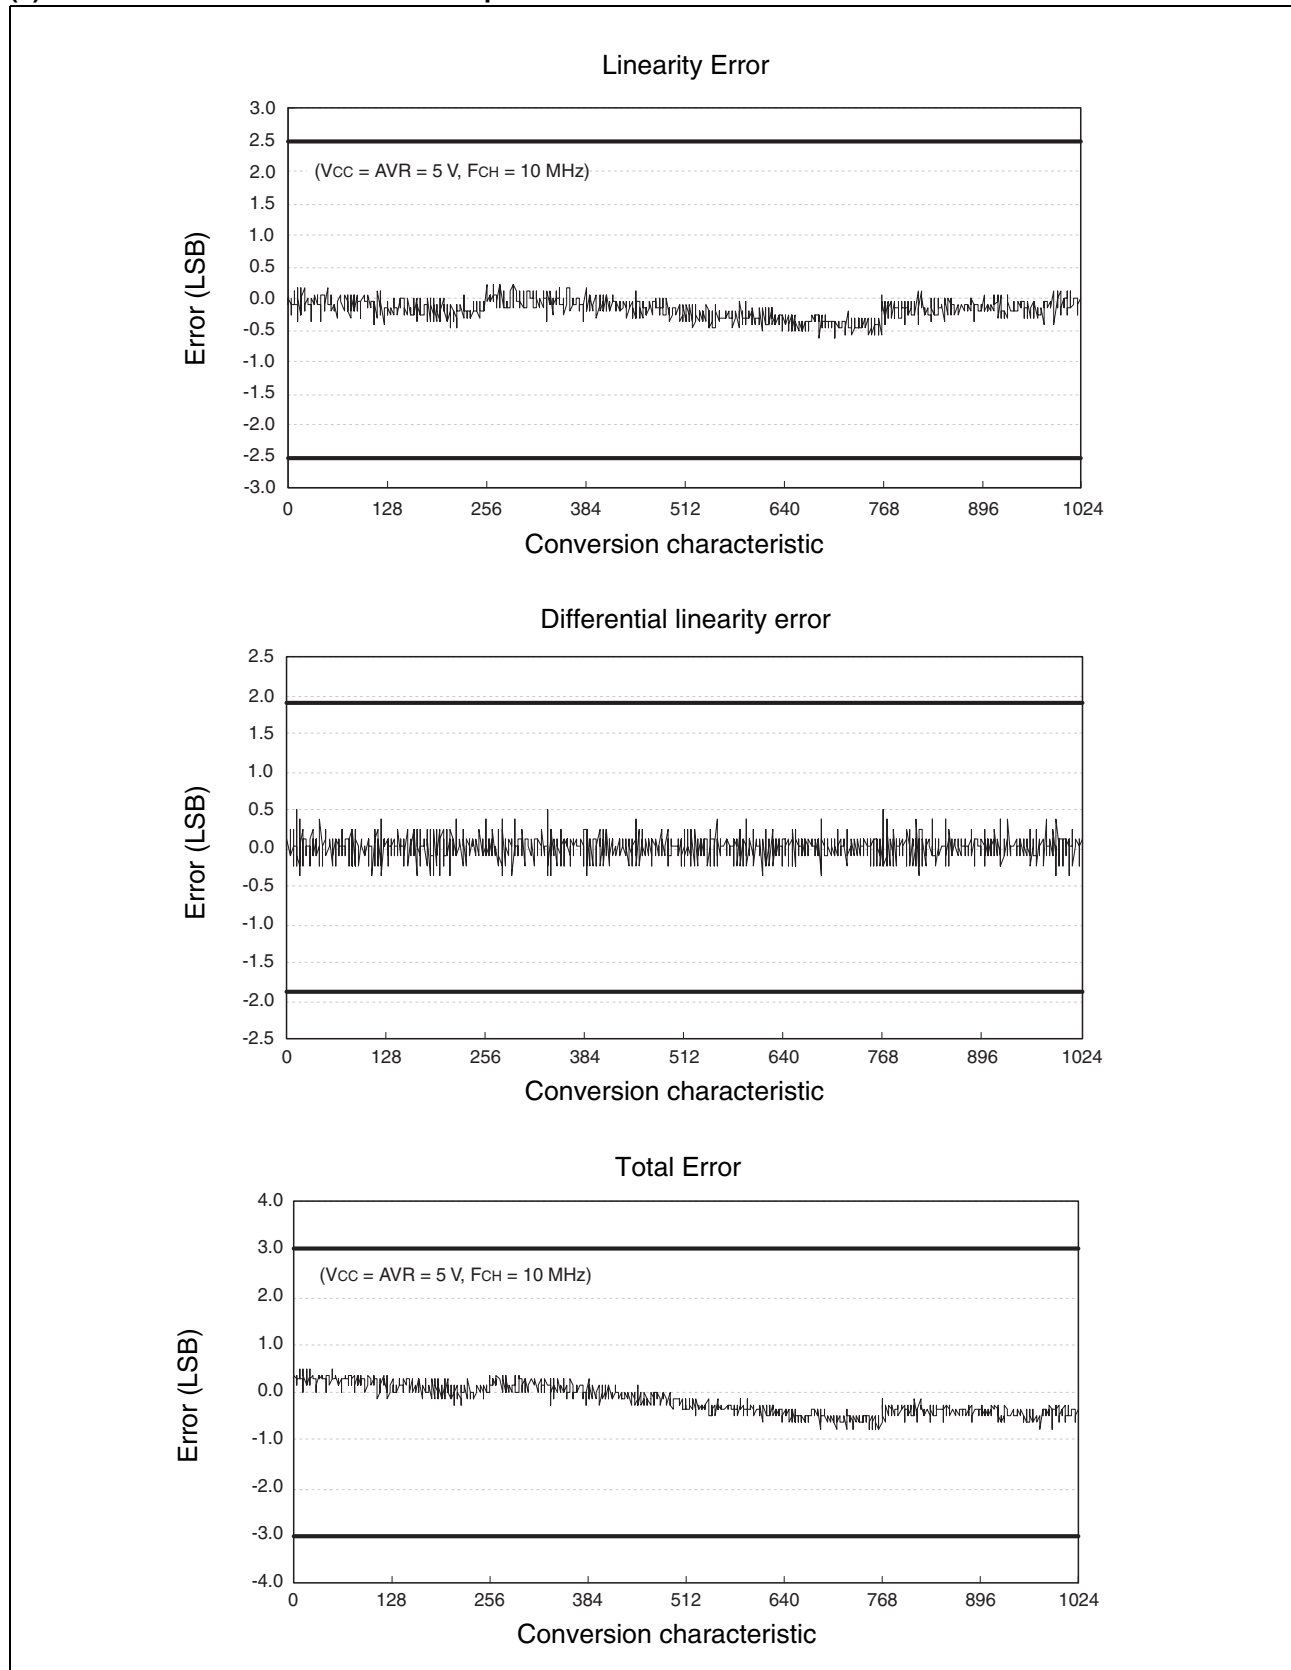 Linearity Error
3.0
2.5
(VCC = AVR = 5 V, FCH = 10 MHz)
2.0
1.5
1.0
0.5
0.0
-0.5
-1.0
-1.5
-2.0
-2.5
-3.0
Error (LSB)
0 128 256 384 512 640 768 896 1024
Conversion characteristic
Differential linearity error
2.5
2.0
1.5
1.0
0.5
0.0
-0.5
-1.0
-1.5
-2.0
-2.5
Error (LSB)
0 128 256 384 512 640 768 896 1024
Conversion characteristic
Total Error
4.0
3.0
(VCC = AVR = 5 V, FCH = 10 MHz)
2.0
1.0
0.0
-1.0
-2.0
-3.0
-4.0
Error (LSB)
0 128 256 384 512 640 768 896 1024
Conversion characteristic